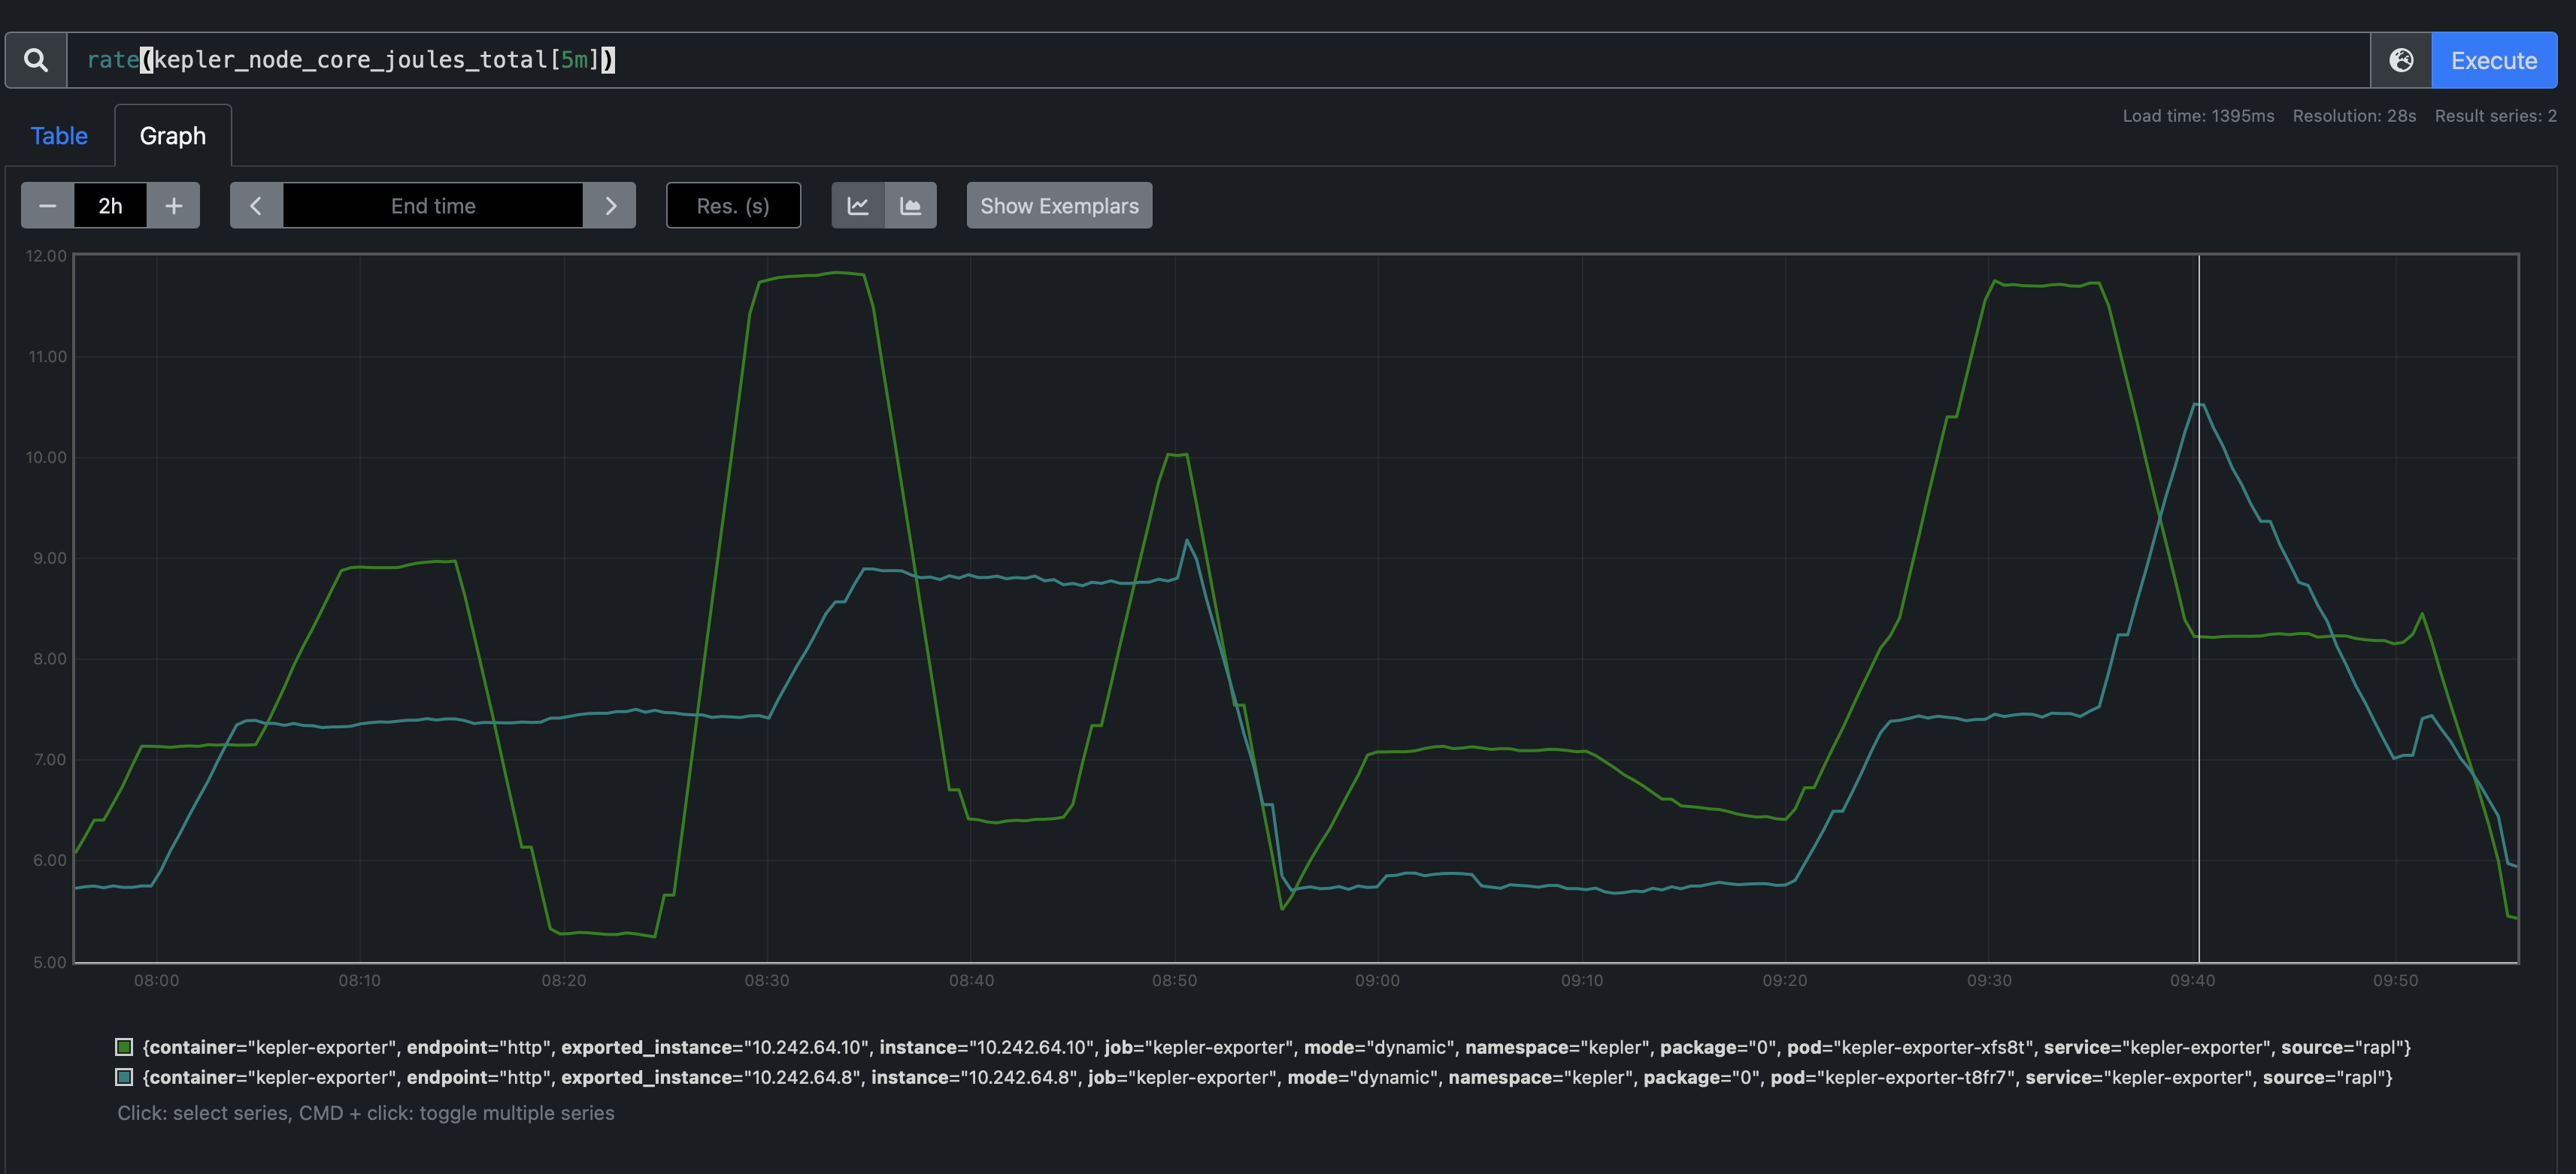 rate(kepler_node_core_joules_total[5m])
Execute
Load time: 1395ms Resolution: 28s Result series: 2
Table Graph
2h End time Res. (s) Show Exemplars
12.00
11.00
10.00
9.00
8.00
7.00
6.00
5.00
08:00 08:10 08:20 08:30 08:40 08:50 09:00 09:10 09:20 09:30 09:40 09:50
{container="kepler-exporter", endpoint="http", exported_instance="10.242.64.10", instance="10.242.64.10", job="kepler-exporter", mode="dynamic", namespace="kepler", package="0", pod="kepler-exporter-xfs8t", service="kepler-exporter", source="rapl"}
{container="kepler-exporter", endpoint="http", exported_instance="10.242.64.8", instance="10.242.64.8", job="kepler-exporter", mode="dynamic", namespace="kepler", package="0", pod="kepler-exporter-t8fr7", service="kepler-exporter", source="rapl"}
Click: select series, CMD + click: toggle multiple series